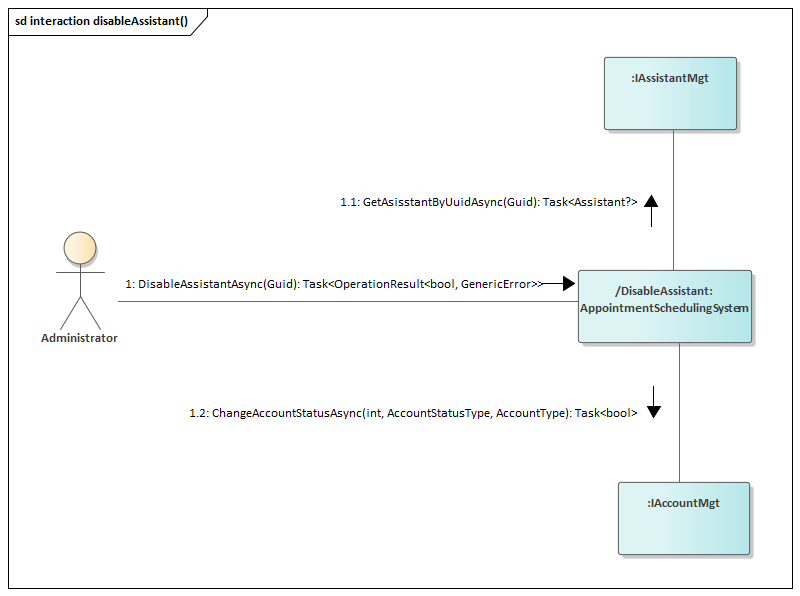 sd interaction disableAssistant()
:IAssistantMgt
1.1: GetAsisstantByUuidAsync(Guid): Task<Assistant?>
1: DisableAssistantAsync(Guid): Task<OperationResult<bool, GenericError>>
/DisableAssistant:
AppointmentSchedulingSystem
Administrator
1.2: ChangeAccountStatusAsync(int, AccountStatusType, AccountType): Task<bool>
:IAccountMgt